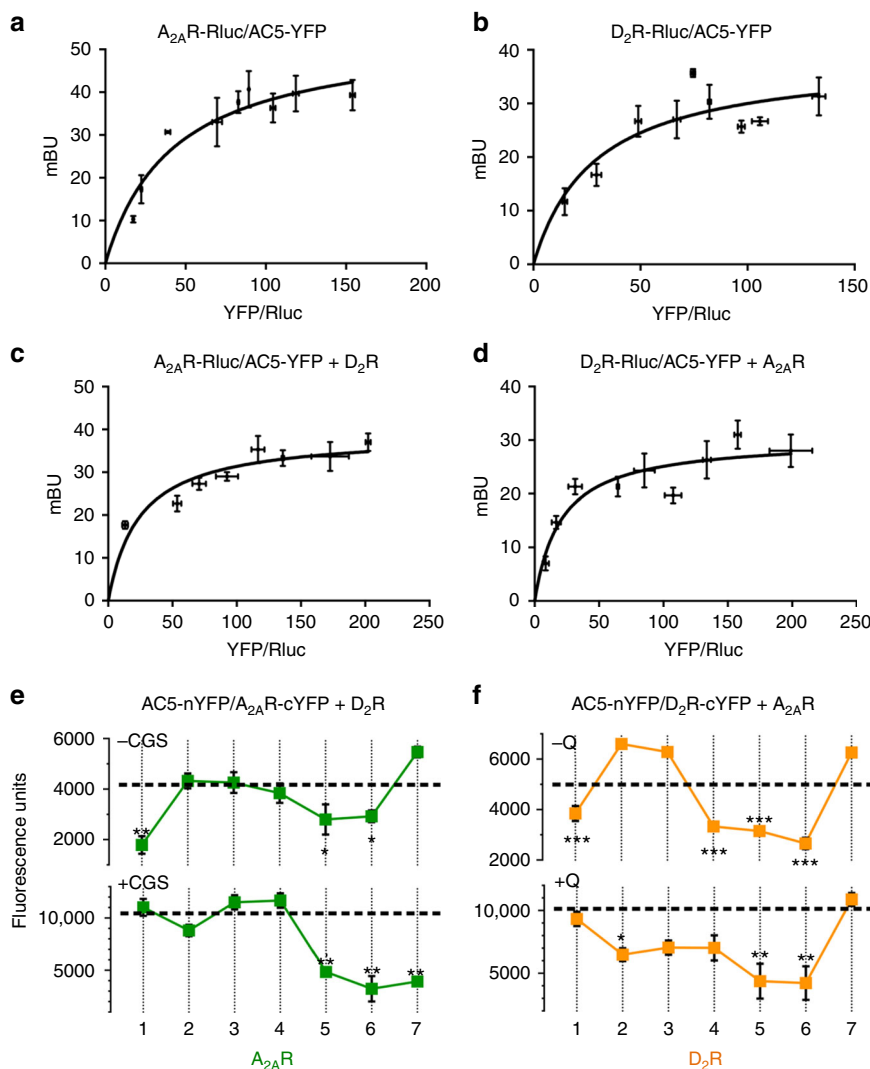 a
A2AR-Rluc/AC5-YFP
50
40
30
20
10
0
mBU
0 50 100 150 200
YFP/Rluc
b
D2R-Rluc/AC5-YFP
40
30
20
10
0
mBU
0 50 100 150
YFP/Rluc
c
A2AR-Rluc/AC5-YFP + D2R
50
40
30
20
10
0
mBU
0 50 100 150 200 250
YFP/Rluc
d
D2R-Rluc/AC5-YFP + A2AR
40
30
20
10
0
mBU
0 50 100 150 200 250
YFP/Rluc
e
AC5-nYFP/A2AR-cYFP + D2R
Fluorescence units
6000
4000
2000
–CGS
** * *
+CGS
10,000
5000
** ** **
1 2 3 4 5 6 7
A2AR
f
AC5-nYFP/D2R-cYFP + A2AR
6000
4000
2000
–Q
*** *** *** ***
+Q
10,000
5000
* ** **
1 2 3 4 5 6 7
D2R